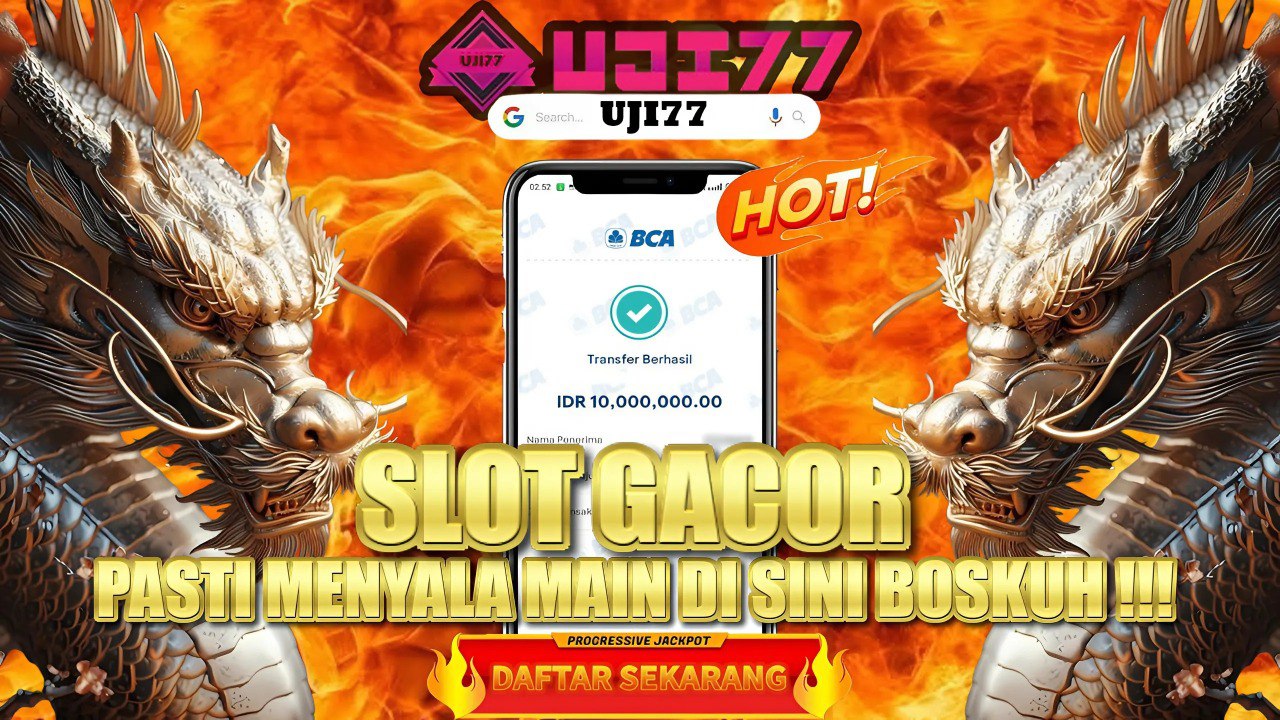 UJI77
UJI77
Search... UJI77
HOT!
02.52
BCA
Transfer Berhasil
IDR 10,000,000.00
Nama Penerima
SLOT GACOR
PASTI MENYALA MAIN DI SINI BOSKUH !!!
PROGRESSIVE JACKPOT
DAFTAR SEKARANG